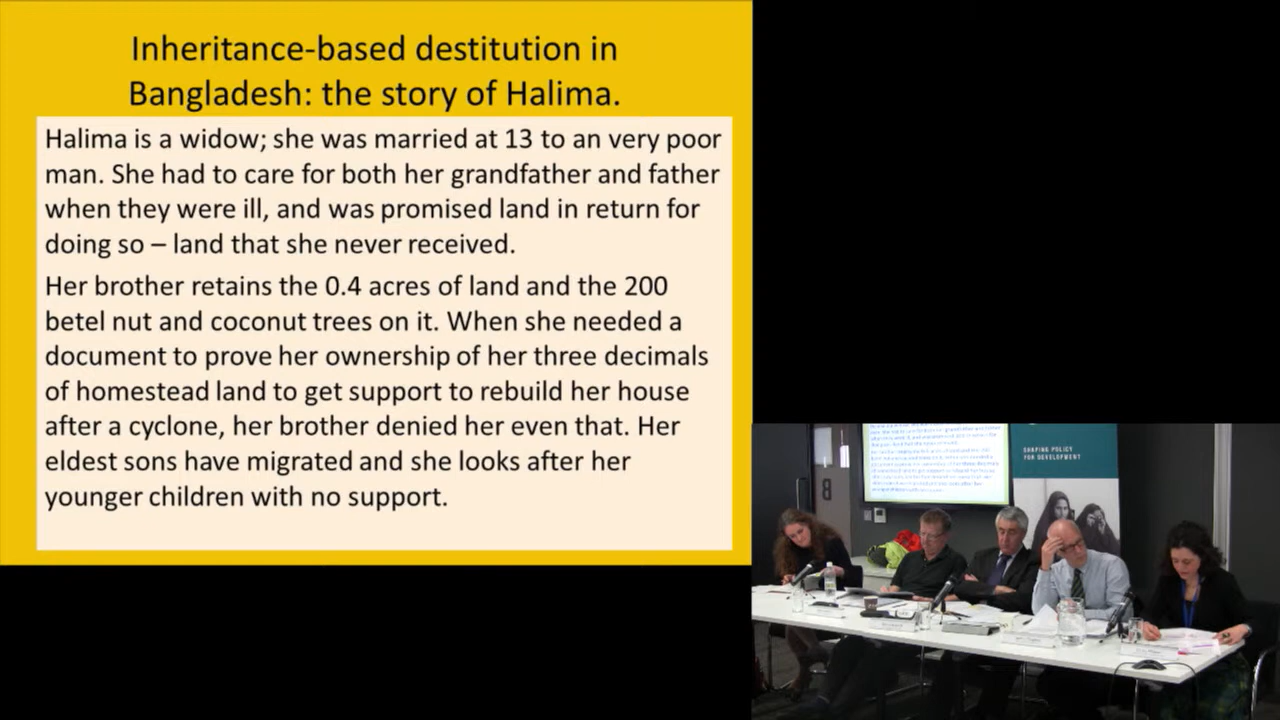 Inheritance-based destitution in
Bangladesh: the story of Halima.
Halima is a widow; she was married at 13 to an very poor
man. She had to care for both her grandfather and father
when they were ill, and was promised land in return for
doing so – land that she never received.
Her brother retains the 0.4 acres of land and the 200
betel nut and coconut trees on it. When she needed a
document to prove her ownership of her three decimals
of homestead land to get support to rebuild her house
after a cyclone, her brother denied her even that. Her
eldest sons have migrated and she looks after her
younger children with no support.
SHAPING POLICY
FOR DEVELOPMENT
8